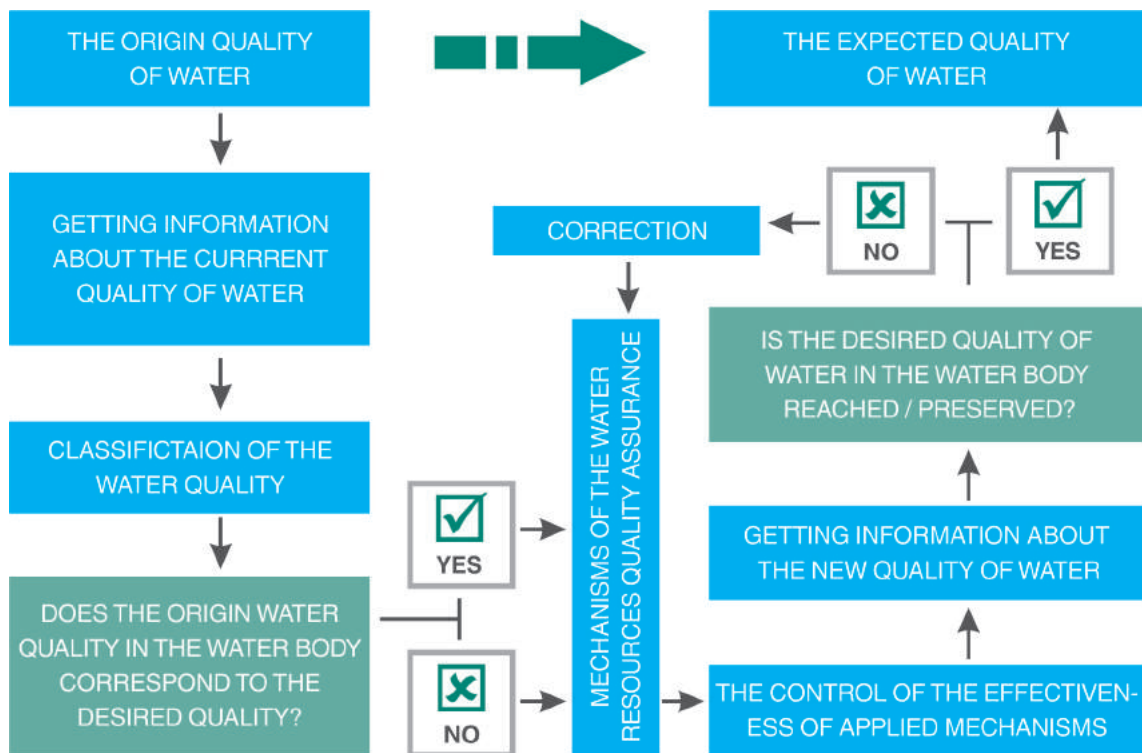 THE ORIGIN QUALITY
OF WATER
GETTING INFORMATION
ABOUT THE CURRRENT
QUALITY OF WATER
CLASSIFICTAION OF THE
WATER QUALITY
DOES THE ORIGIN WATER
QUALITY IN THE WATER BODY
CORRESPOND TO THE
DESIRED QUALITY?
YES
NO
CORRECTION
MECHANISMS OF THE WATER
RESOURCES QUALITY ASSURANCE
THE CONTROL OF THE EFFECTIVEN-
ESS OF APPLIED MECHANISMS
GETTING INFORMATION ABOUT
THE NEW QUALITY OF WATER
IS THE DESIRED QUALITY OF
WATER IN THE WATER BODY
REACHED / PRESERVED?
NO
YES
THE EXPECTED QUALITY
OF WATER